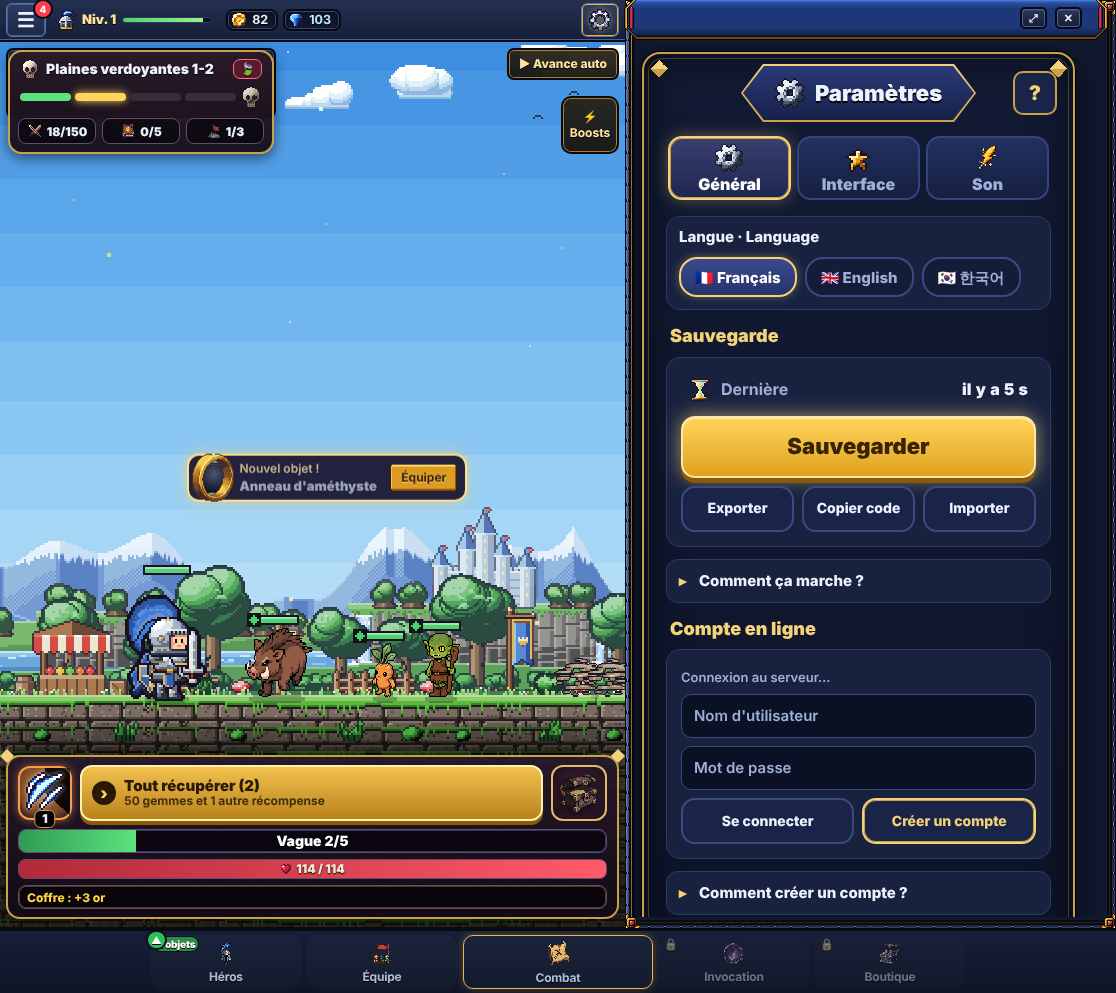 4
Niv. 1
82
103
Plaines verdoyantes 1-2
18/150
0/5
1/3
▶ Avance auto
Boosts
Nouvel objet !
Anneau d'améthyste
Équiper
1
Tout récupérer (2)
50 gemmes et 1 autre récompense
Vague 2/5
114 / 114
Coffre : +3 or
Paramètres
?
Général
Interface
Son
Langue · Language
Français
English
한국어
Sauvegarde
Dernière
il y a 5 s
Sauvegarder
Exporter
Copier code
Importer
Comment ça marche ?
Compte en ligne
Connexion au serveur...
Nom d'utilisateur
Mot de passe
Se connecter
Créer un compte
Comment créer un compte ?
objets
Héros
Équipe
Combat
Invocation
Boutique